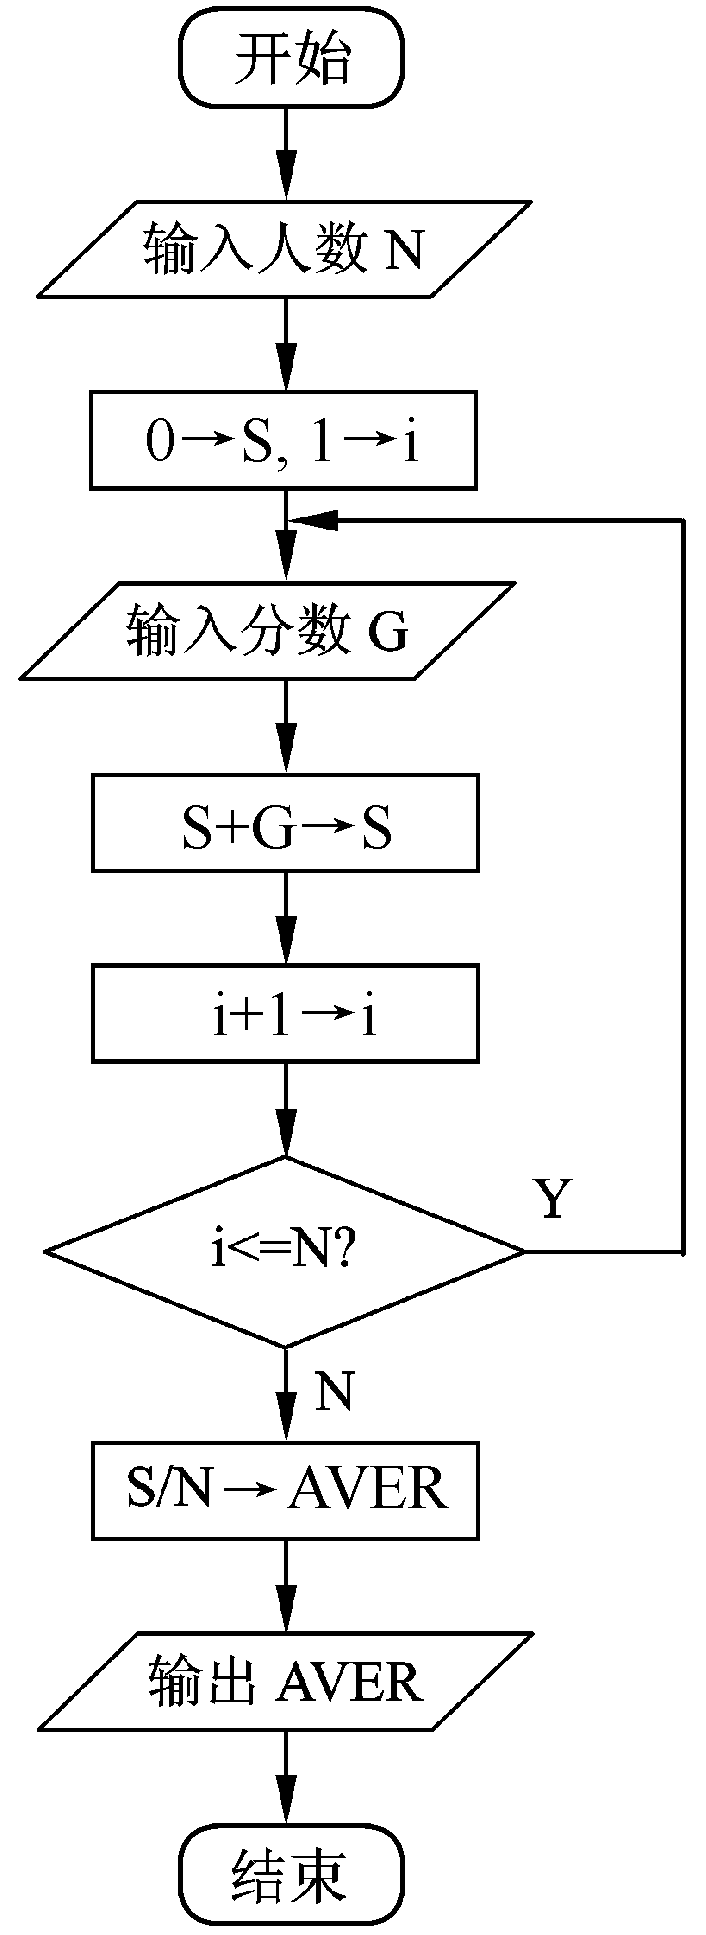 开始
输入人数 N
0→S, 1→i
输入分数 G
S+G→S
i+1→i
i<=N?
Y
N
S/N→AVER
输出 AVER
结束